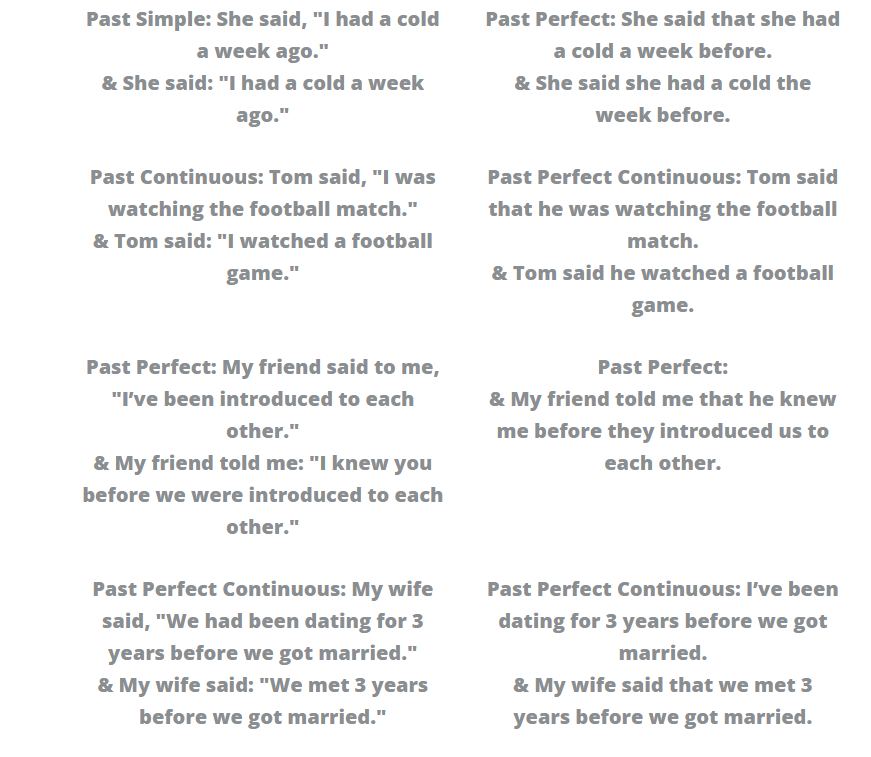 Past Simple: She said, "I had a cold
a week ago."
& She said: "I had a cold a week
ago."
Past Perfect: She said that she had
a cold a week before.
& She said she had a cold the
week before.
Past Continuous: Tom said, "I was
watching the football match."
& Tom said: "I watched a football
game."
Past Perfect Continuous: Tom said
that he was watching the football
match.
& Tom said he watched a football
game.
Past Perfect: My friend said to me,
"I’ve been introduced to each
other."
& My friend told me: "I knew you
before we were introduced to each
other."
Past Perfect:
& My friend told me that he knew
me before they introduced us to
each other.
Past Perfect Continuous: My wife
said, "We had been dating for 3
years before we got married."
& My wife said: "We met 3 years
before we got married."
Past Perfect Continuous: I’ve been
dating for 3 years before we got
married.
& My wife said that we met 3
years before we got married.